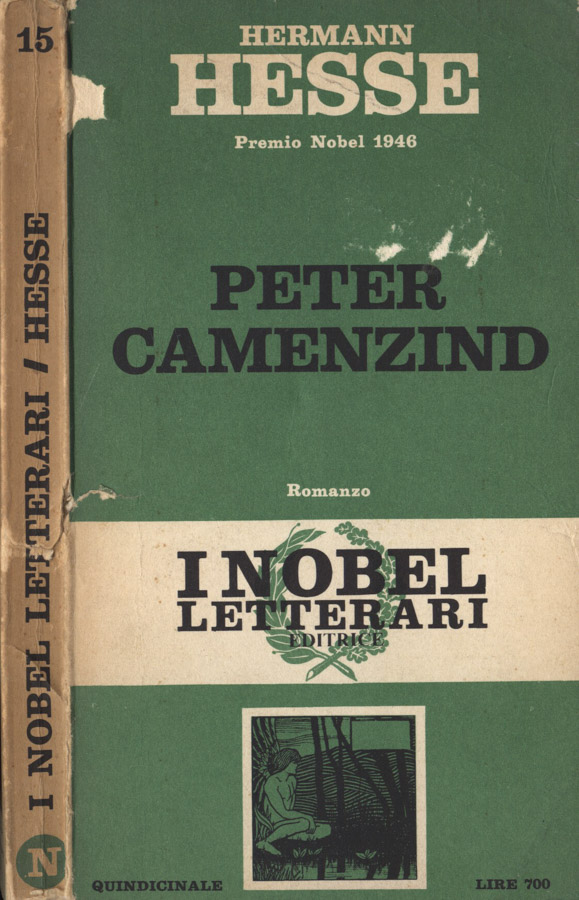 15
I NOBEL LETTERARI / HESSE
N
HERMANN
HESSE
Premio Nobel 1946
PETER
CAMENZIND
Romanzo
I NOBEL
LETTERARI
EDITRICE
QUINDICINALE
LIRE 700